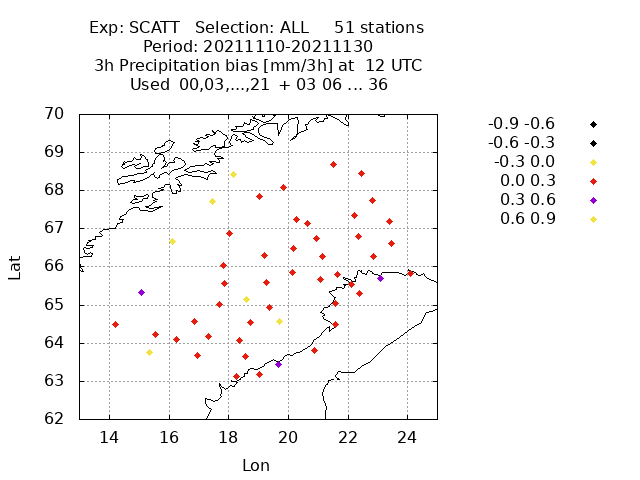 Exp: SCATT   Selection: ALL     51 stations
Period: 20211110-20211130
3h Precipitation bias [mm/3h] at  12 UTC
Used  00,03,...,21  + 03 06 ... 36
70
69
68
67
66
65
64
63
62
Lat
14 16 18 20 22 24
Lon
-0.9 -0.6
-0.6 -0.3
-0.3 0.0
0.0 0.3
0.3 0.6
0.6 0.9